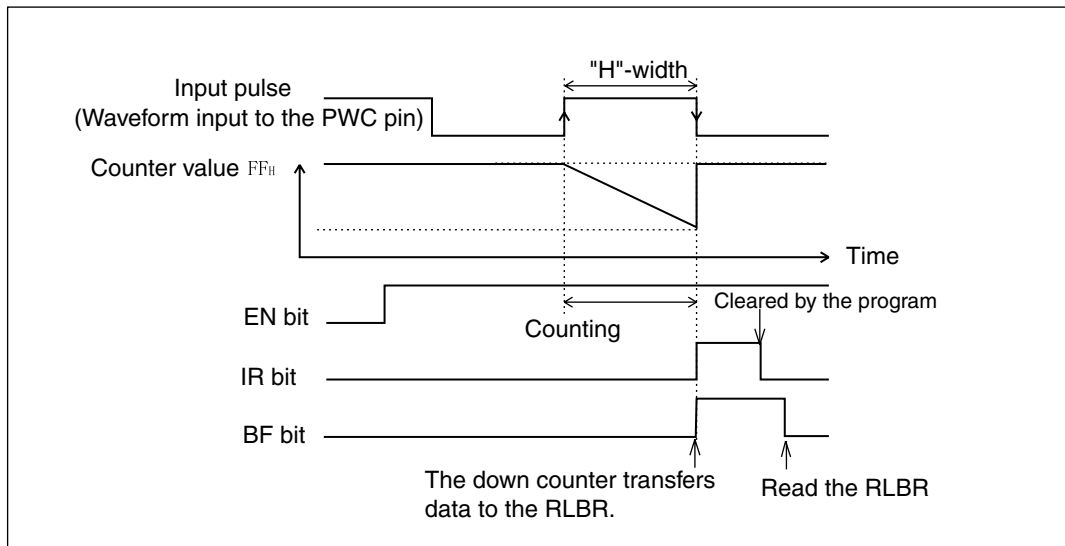 "H"-width
Input pulse
(Waveform input to the PWC pin)
Counter value FFH
Time
EN bit
Cleared by the program
Counting
IR bit
BF bit
The down counter transfers
data to the RLBR.
Read the RLBR